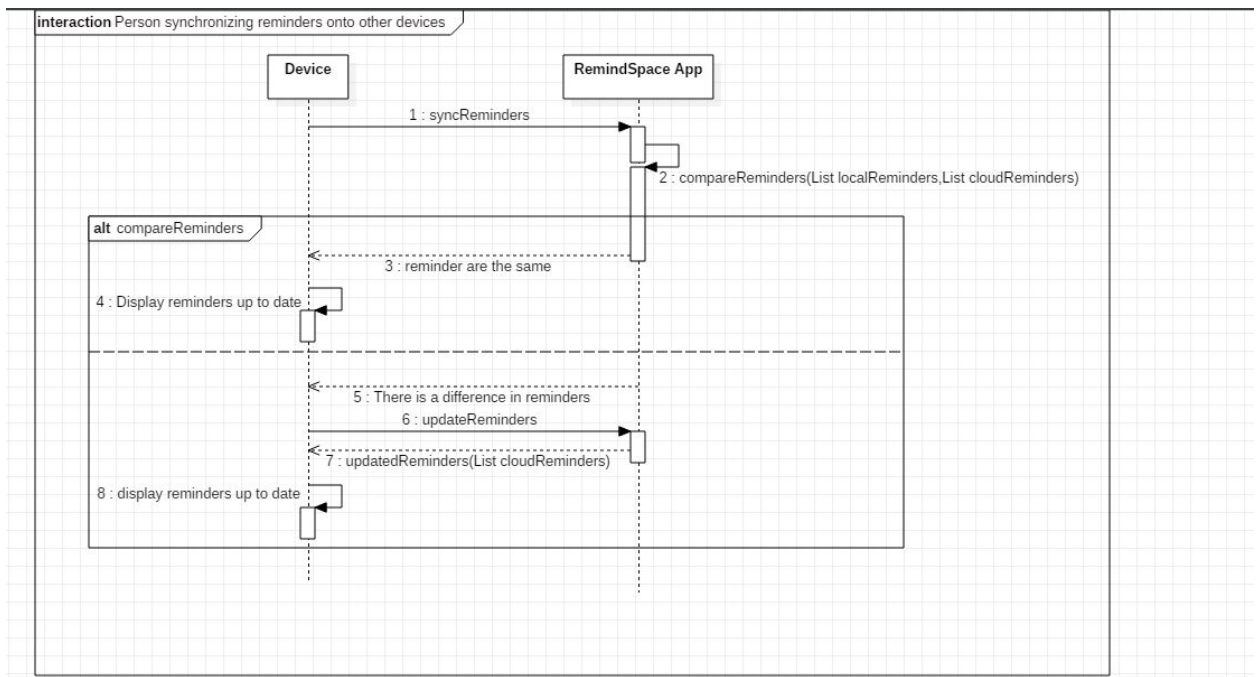 interaction Person synchronizing reminders onto other devices
Device
RemindSpace App
1 : syncReminders
2 : compareReminders(List localReminders,List cloudReminders)
alt compareReminders
3 : reminder are the same
4 : Display reminders up to date
5 : There is a difference in reminders
6 : updateReminders
7 : updatedReminders(List cloudReminders)
8 : display reminders up to date